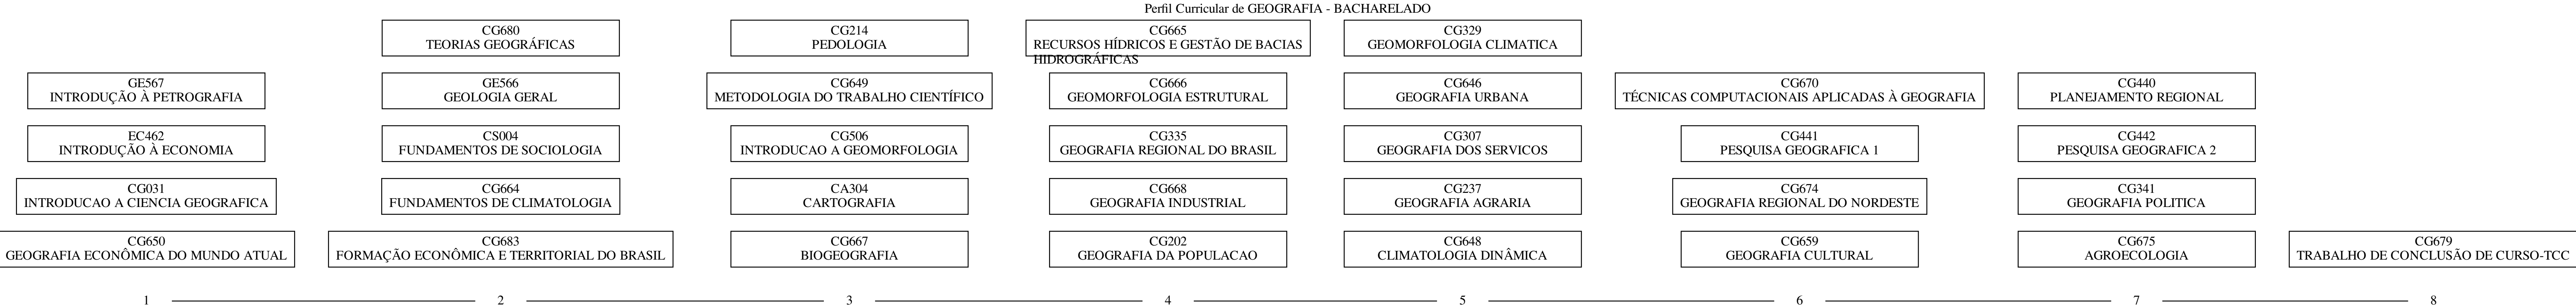 Perfil Curricular de GEOGRAFIA - BACHARELADO
GE567
INTRODUÇÃO À PETROGRAFIA
EC462
INTRODUÇÃO À ECONOMIA
CG031
INTRODUCAO A CIENCIA GEOGRAFICA
CG650
GEOGRAFIA ECONÔMICA DO MUNDO ATUAL
CG680
TEORIAS GEOGRÁFICAS
GE566
GEOLOGIA GERAL
CS004
FUNDAMENTOS DE SOCIOLOGIA
CG664
FUNDAMENTOS DE CLIMATOLOGIA
CG683
FORMAÇÃO ECONÔMICA E TERRITORIAL DO BRASIL
CG214
PEDOLOGIA
CG649
METODOLOGIA DO TRABALHO CIENTÍFICO
CG506
INTRODUCAO A GEOMORFOLOGIA
CA304
CARTOGRAFIA
CG667
BIOGEOGRAFIA
CG665
RECURSOS HÍDRICOS E GESTÃO DE BACIAS
HIDROGRÁFICAS
CG666
GEOMORFOLOGIA ESTRUTURAL
CG335
GEOGRAFIA REGIONAL DO BRASIL
CG668
GEOGRAFIA INDUSTRIAL
CG202
GEOGRAFIA DA POPULACAO
CG329
GEOMORFOLOGIA CLIMATICA
CG646
GEOGRAFIA URBANA
CG307
GEOGRAFIA DOS SERVICOS
CG237
GEOGRAFIA AGRARIA
CG648
CLIMATOLOGIA DINÂMICA
CG670
TÉCNICAS COMPUTACIONAIS APLICADAS À GEOGRAFIA
CG441
PESQUISA GEOGRAFICA 1
CG674
GEOGRAFIA REGIONAL DO NORDESTE
CG659
GEOGRAFIA CULTURAL
CG440
PLANEJAMENTO REGIONAL
CG442
PESQUISA GEOGRAFICA 2
CG341
GEOGRAFIA POLITICA
CG675
AGROECOLOGIA
CG679
TRABALHO DE CONCLUSÃO DE CURSO-TCC
1 2 3 4 5 6 7 8